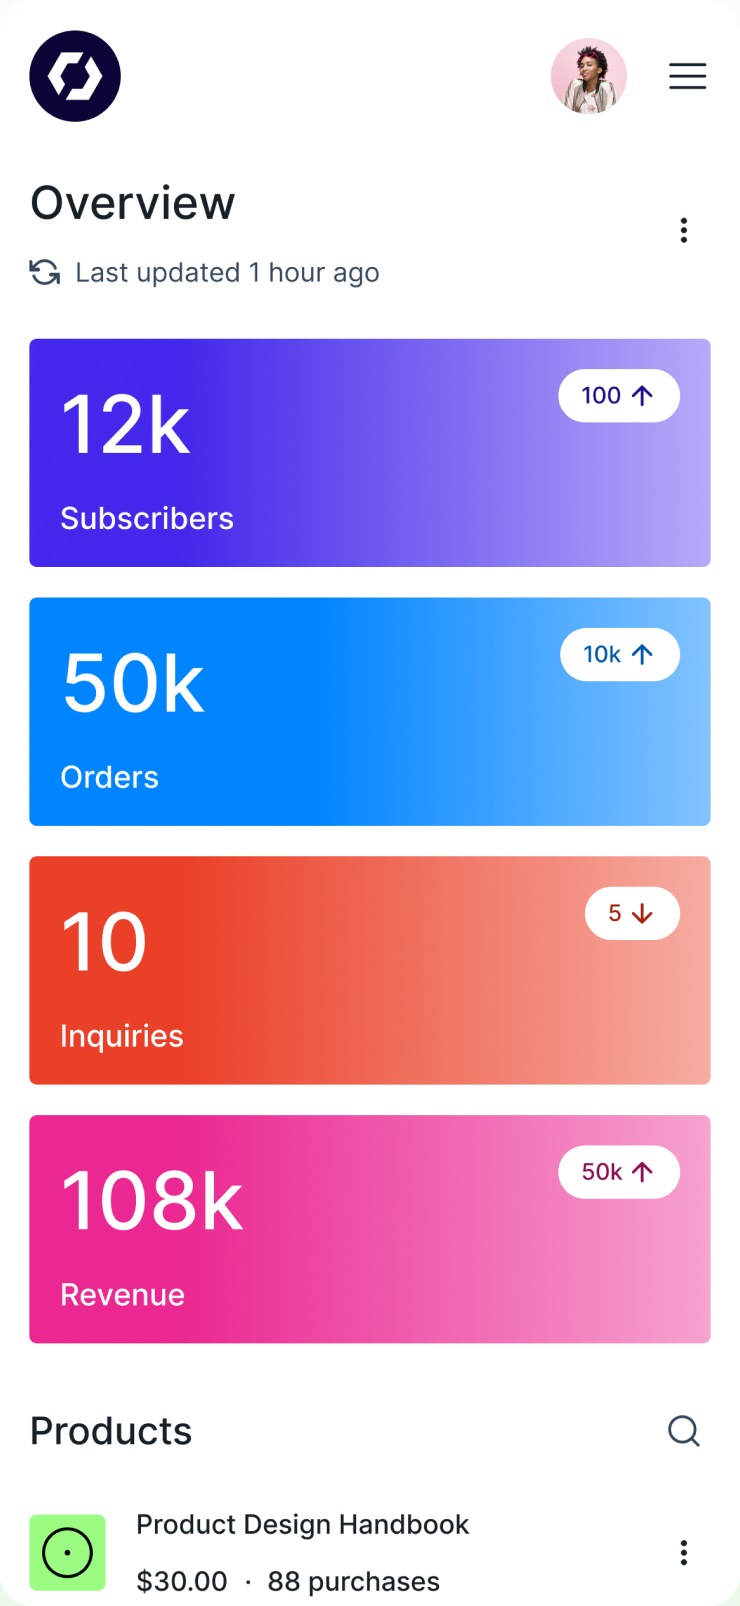 Overview
Last updated 1 hour ago
12k
100
Subscribers
50k
10k
Orders
10
5
Inquiries
108k
50k
Revenue
Products
Product Design Handbook
$30.00 · 88 purchases